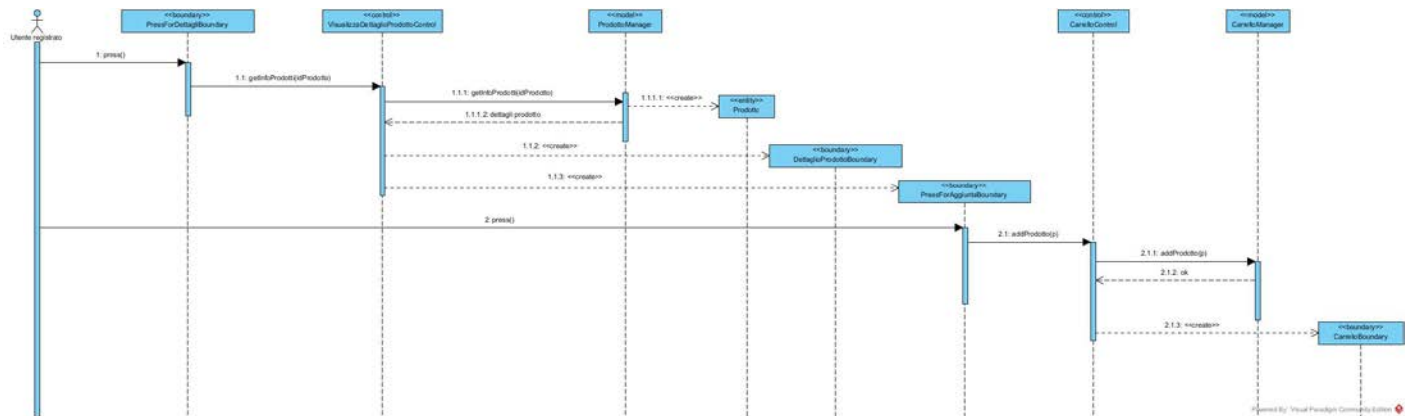 <<boundary>>
PressForDettagliBoundary
<<control>>
VisualizzaDettaglioProdottoControl
<<model>>
ProdottoManager
<<control>>
CarrelloControl
<<model>>
CarrelloManager
Utente registrato
1: press()
1.1: getInfoProdotti(idProdotto)
1.1.1: getInfoProdotti(idProdotto)
1.1.1.1: <<create>>
<<entity>>
Prodotto
1.1.1.2: dettagli prodotto
1.1.2: <<create>>
<<boundary>>
DettaglioProdottoBoundary
1.1.3: <<create>>
<<boundary>>
PressForAggiuntaBoundary
2: press()
2.1: addProdotto(p)
2.1.1: addProdotto(p)
2.1.2: ok
2.1.3: <<create>>
<<boundary>>
CarrelloBoundary
Powered By Visual Paradigm Community Edition